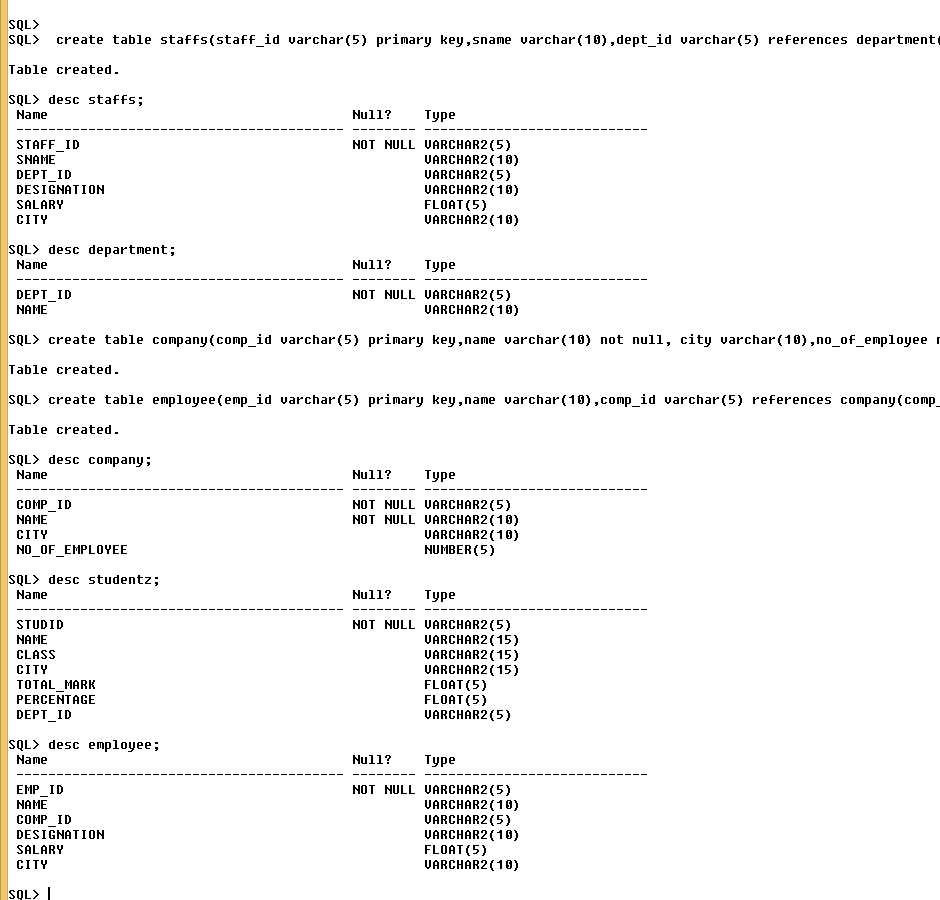 SQL>
SQL>  create table staffs(staff_id varchar(5) primary key,sname varchar(10),dept_id varchar(5) references department(
Table created.
SQL> desc staffs;
 Name                                      Null?    Type
 ----------------------------------------- -------- ----------------------------
 STAFF_ID                                  NOT NULL VARCHAR2(5)
 SNAME                                              VARCHAR2(10)
 DEPT_ID                                            VARCHAR2(5)
 DESIGNATION                                        VARCHAR2(10)
 SALARY                                             FLOAT(5)
 CITY                                               VARCHAR2(10)
SQL> desc department;
 Name                                      Null?    Type
 ----------------------------------------- -------- ----------------------------
 DEPT_ID                                   NOT NULL VARCHAR2(5)
 NAME                                               VARCHAR2(10)
SQL> create table company(comp_id varchar(5) primary key,name varchar(10) not null, city varchar(10),no_of_employee
Table created.
SQL> create table employee(emp_id varchar(5) primary key,name varchar(10),comp_id varchar(5) references company(comp_
Table created.
SQL> desc company;
 Name                                      Null?    Type
 ----------------------------------------- -------- ----------------------------
 COMP_ID                                   NOT NULL VARCHAR2(5)
 NAME                                      NOT NULL VARCHAR2(10)
 CITY                                               VARCHAR2(10)
 NO_OF_EMPLOYEE                                     NUMBER(5)
SQL> desc studentz;
 Name                                      Null?    Type
 ----------------------------------------- -------- ----------------------------
 STUDID                                    NOT NULL VARCHAR2(5)
 NAME                                               VARCHAR2(15)
 CLASS                                              VARCHAR2(15)
 CITY                                               VARCHAR2(15)
 TOTAL_MARK                                         FLOAT(5)
 PERCENTAGE                                         FLOAT(5)
 DEPT_ID                                            VARCHAR2(5)
SQL> desc employee;
 Name                                      Null?    Type
 ----------------------------------------- -------- ----------------------------
 EMP_ID                                    NOT NULL VARCHAR2(5)
 NAME                                               VARCHAR2(10)
 COMP_ID                                            VARCHAR2(5)
 DESIGNATION                                        VARCHAR2(10)
 SALARY                                             FLOAT(5)
 CITY                                               VARCHAR2(10)
SQL>